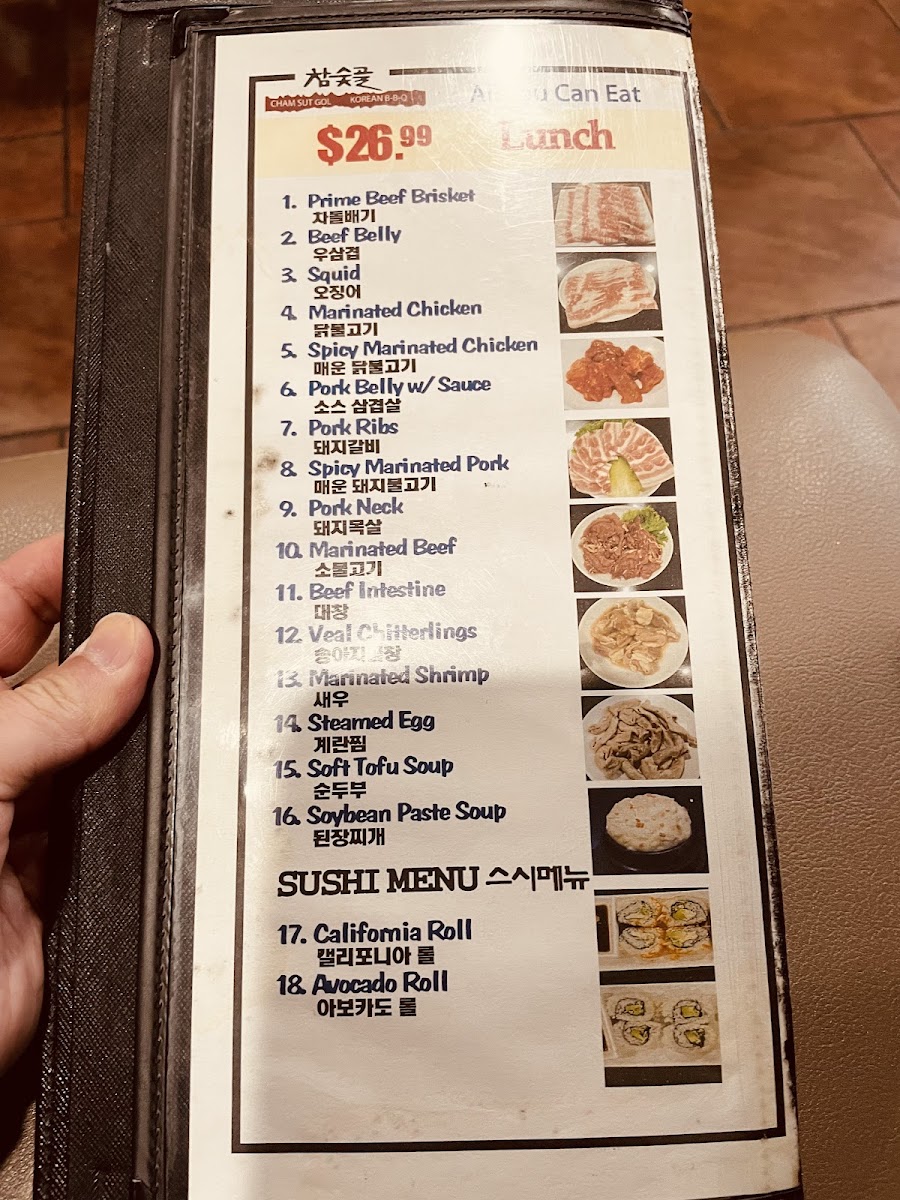 참숯골
CHAM SUT GOL KOREAN B-B-Q
Can Eat
$26.99 Lunch
1. Prime Beef Brisket
차돌배기
2. Beef Belly
우삼겹
3. Squid
오징어
4. Marinated Chicken
닭불고기
5. Spicy Marinated Chicken
매운 닭불고기
6. Pork Belly w/ Sauce
소스 삼겹살
7. Pork Ribs
돼지갈비
8. Spicy Marinated Pork
매운 돼지불고기
9. Pork Neck
돼지목살
10. Marinated Beef
소불고기
11. Beef Intestine
대창
12. Veal Chitterlings
13. Marinated Shrimp
새우
14. Steamed Egg
계란찜
15. Soft Tofu Soup
순두부
16. Soybean Paste Soup
된장찌개
SUSHI MENU 스시메뉴
17. California Roll
캘리포니아 롤
18. Avocado Roll
아보카도 롤